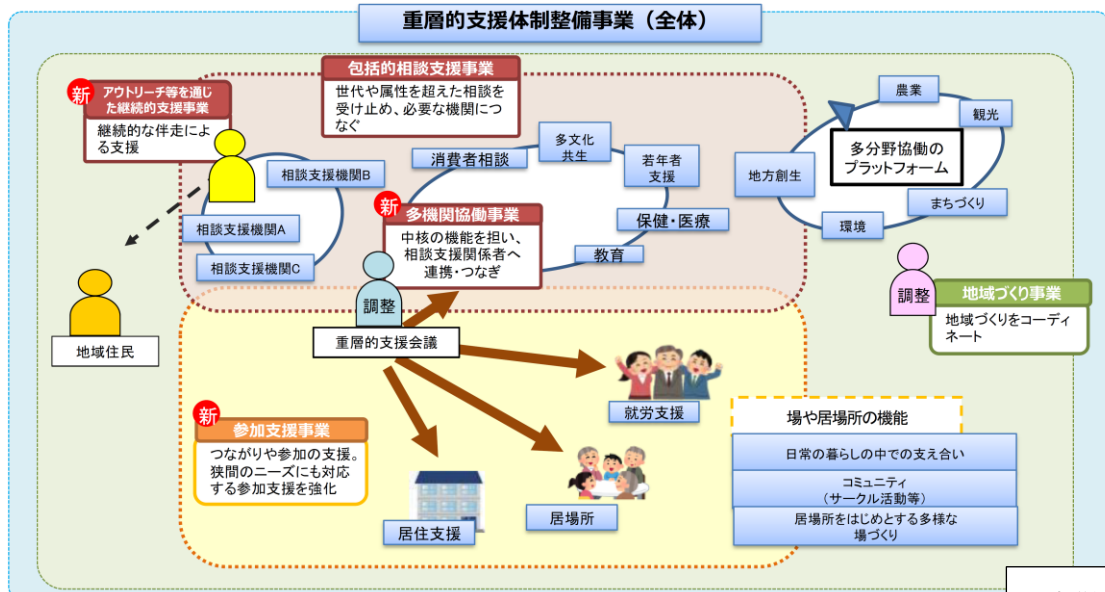 重層的支援体制整備事業（全体）
新
アウトリーチ等を通じ
た継続的支援事業
継続的な伴走による
支援
包括的相談支援事業
世代や属性を超えた相談を
受け止め、必要な機関につ
なぐ
相談支援機関B
相談支援機関A
相談支援機関C
消費者相談
多文化
共生
若年者
支援
保健・医療
教育
新
多機関協働事業
中核の機能を担い、
相談支援関係者へ
連携・つなぎ
調整
重層的支援会議
農業
観光
多分野協働の
プラットフォーム
地方創生
まちづくり
環境
調整
地域づくり事業
地域づくりをコーディ
ネート
地域住民
新
参加支援事業
つながりや参加の支援。
狭間のニーズにも対応
する参加支援を強化
就労支援
居場所
居住支援
場や居場所の機能
日常の暮らしの中での支え合い
コミュニティ
（サークル活動等）
居場所をはじめとする多様な
場づくり